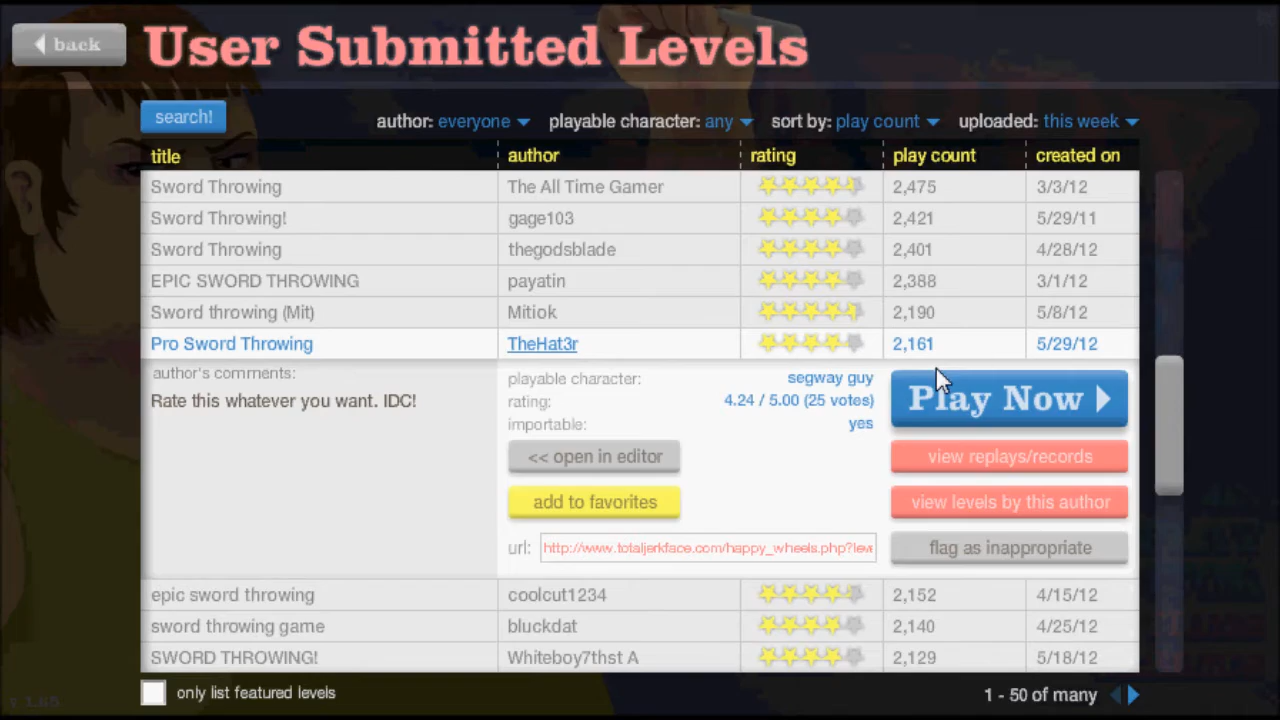 back
User Submitted Levels
search!
author: everyone playable character: any sort by: play count uploaded: this week
title author rating play count created on
Sword Throwing The All Time Gamer 2,475 3/3/12
Sword Throwing! gage103 2,421 5/29/11
Sword Throwing thegodsblade 2,401 4/28/12
EPIC SWORD THROWING payatin 2,388 3/1/12
Sword throwing (Mit) Mitiok 2,190 5/8/12
Pro Sword Throwing TheHat3r 2,161 5/29/12
author's comments:
Rate this whatever you want. IDC!
playable character: segway guy
rating: 4.24 / 5.00 (25 votes)
importable: yes
<< open in editor
add to favorites
url: http://www.totaljerkface.com/happy_wheels.php?leve
Play Now
view replays/records
view levels by this author
flag as inappropriate
epic sword throwing coolcut1234 2,152 4/15/12
sword throwing game bluckdat 2,140 4/25/12
SWORD THROWING! Whiteboy7thst A 2,129 5/18/12
only list featured levels
1 - 50 of many